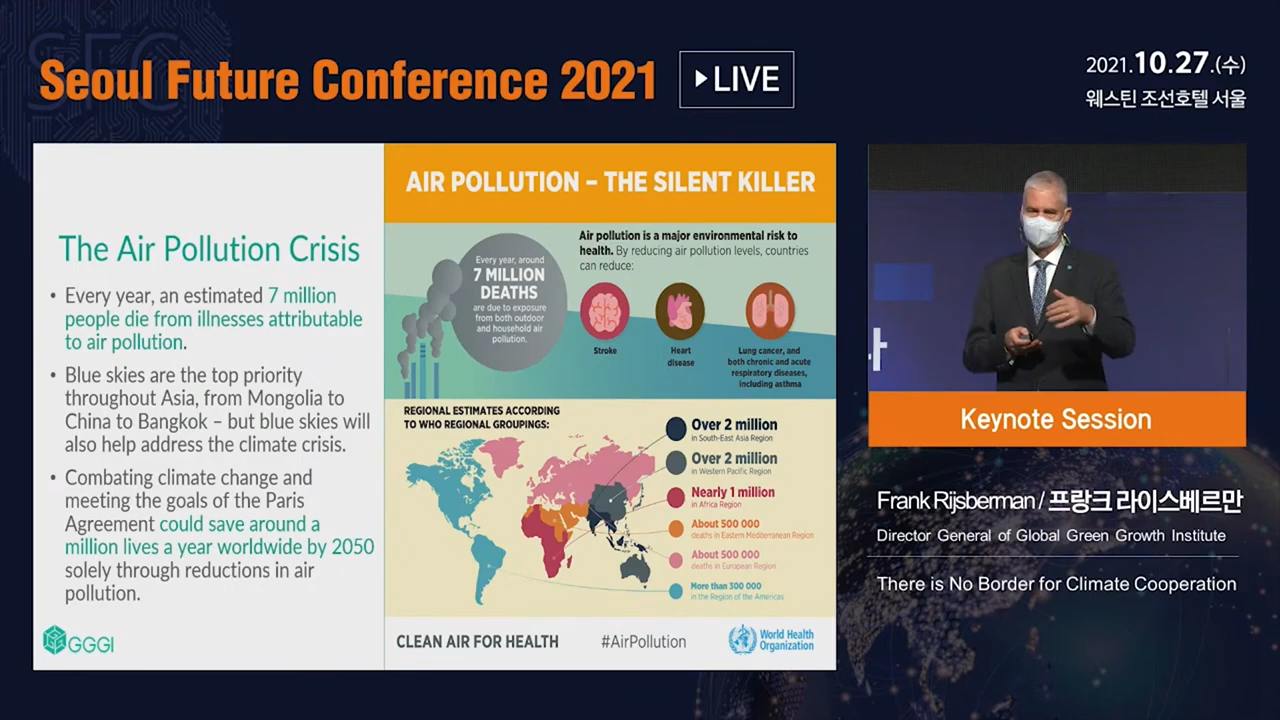 Seoul Future Conference 2021
LIVE
2021.10.27.(수)
웨스틴 조선호텔 서울
The Air Pollution Crisis
• Every year, an estimated 7 million
people die from illnesses attributable
to air pollution.
• Blue skies are the top priority
throughout Asia, from Mongolia to
China to Bangkok – but blue skies will
also help address the climate crisis.
• Combating climate change and
meeting the goals of the Paris
Agreement could save around a
million lives a year worldwide by 2050
solely through reductions in air
pollution.
GGGI
AIR POLLUTION – THE SILENT KILLER
Every year, around
7 MILLION
DEATHS
are due to exposure
from both outdoor
and household air
pollution.
Air pollution is a major environmental risk to
health. By reducing air pollution levels, countries
can reduce:
Stroke
Heart
disease
Lung cancer, and
both chronic and acute
respiratory diseases,
including asthma
REGIONAL ESTIMATES ACCORDING
TO WHO REGIONAL GROUPINGS:
Over 2 million
in South-East Asia Region
Over 2 million
in Western Pacific Region
Nearly 1 million
in Africa Region
About 500 000
deaths in Eastern Mediterranean Region
About 500 000
deaths in European Region
More than 300 000
in the Region of the Americas
CLEAN AIR FOR HEALTH
#AirPollution
World Health
Organization
Keynote Session
Frank Rijsberman / 프랑크 라이스베르만
Director General of Global Green Growth Institute
There is No Border for Climate Cooperation